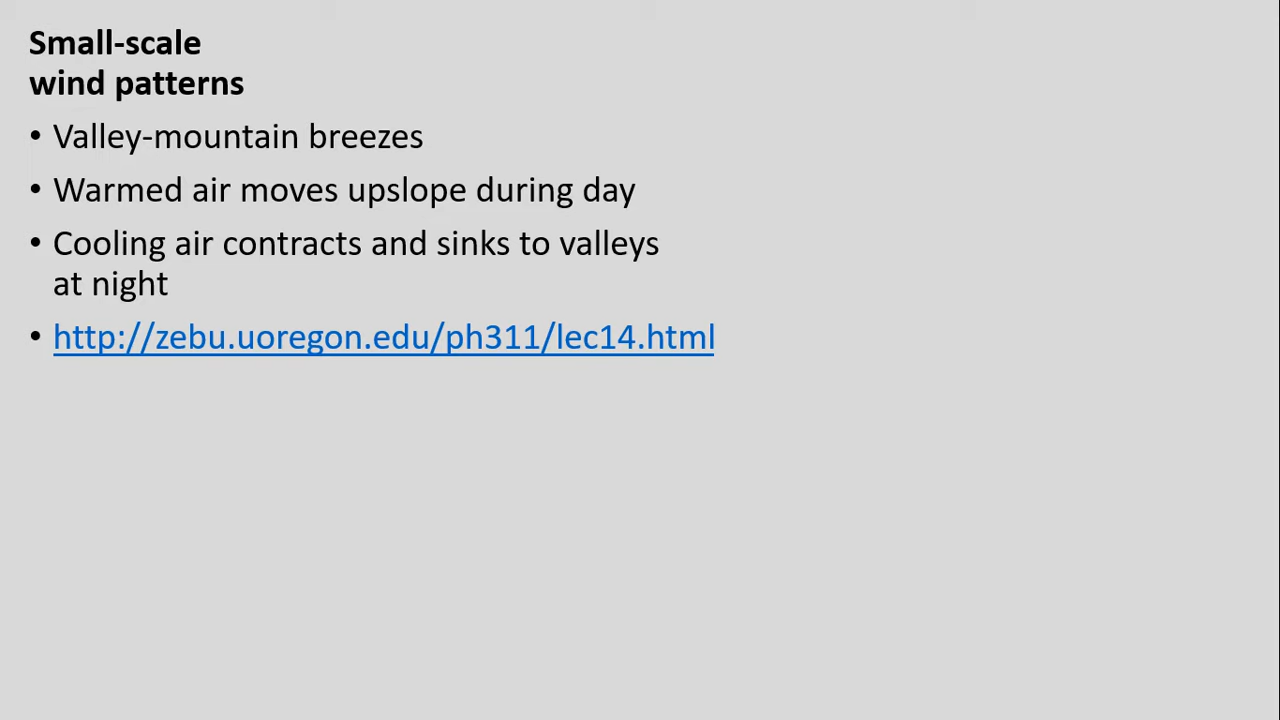 Small-scale
wind patterns
• Valley-mountain breezes
• Warmed air moves upslope during day
• Cooling air contracts and sinks to valleys
at night
• http://zebu.uoregon.edu/ph311/lec14.html